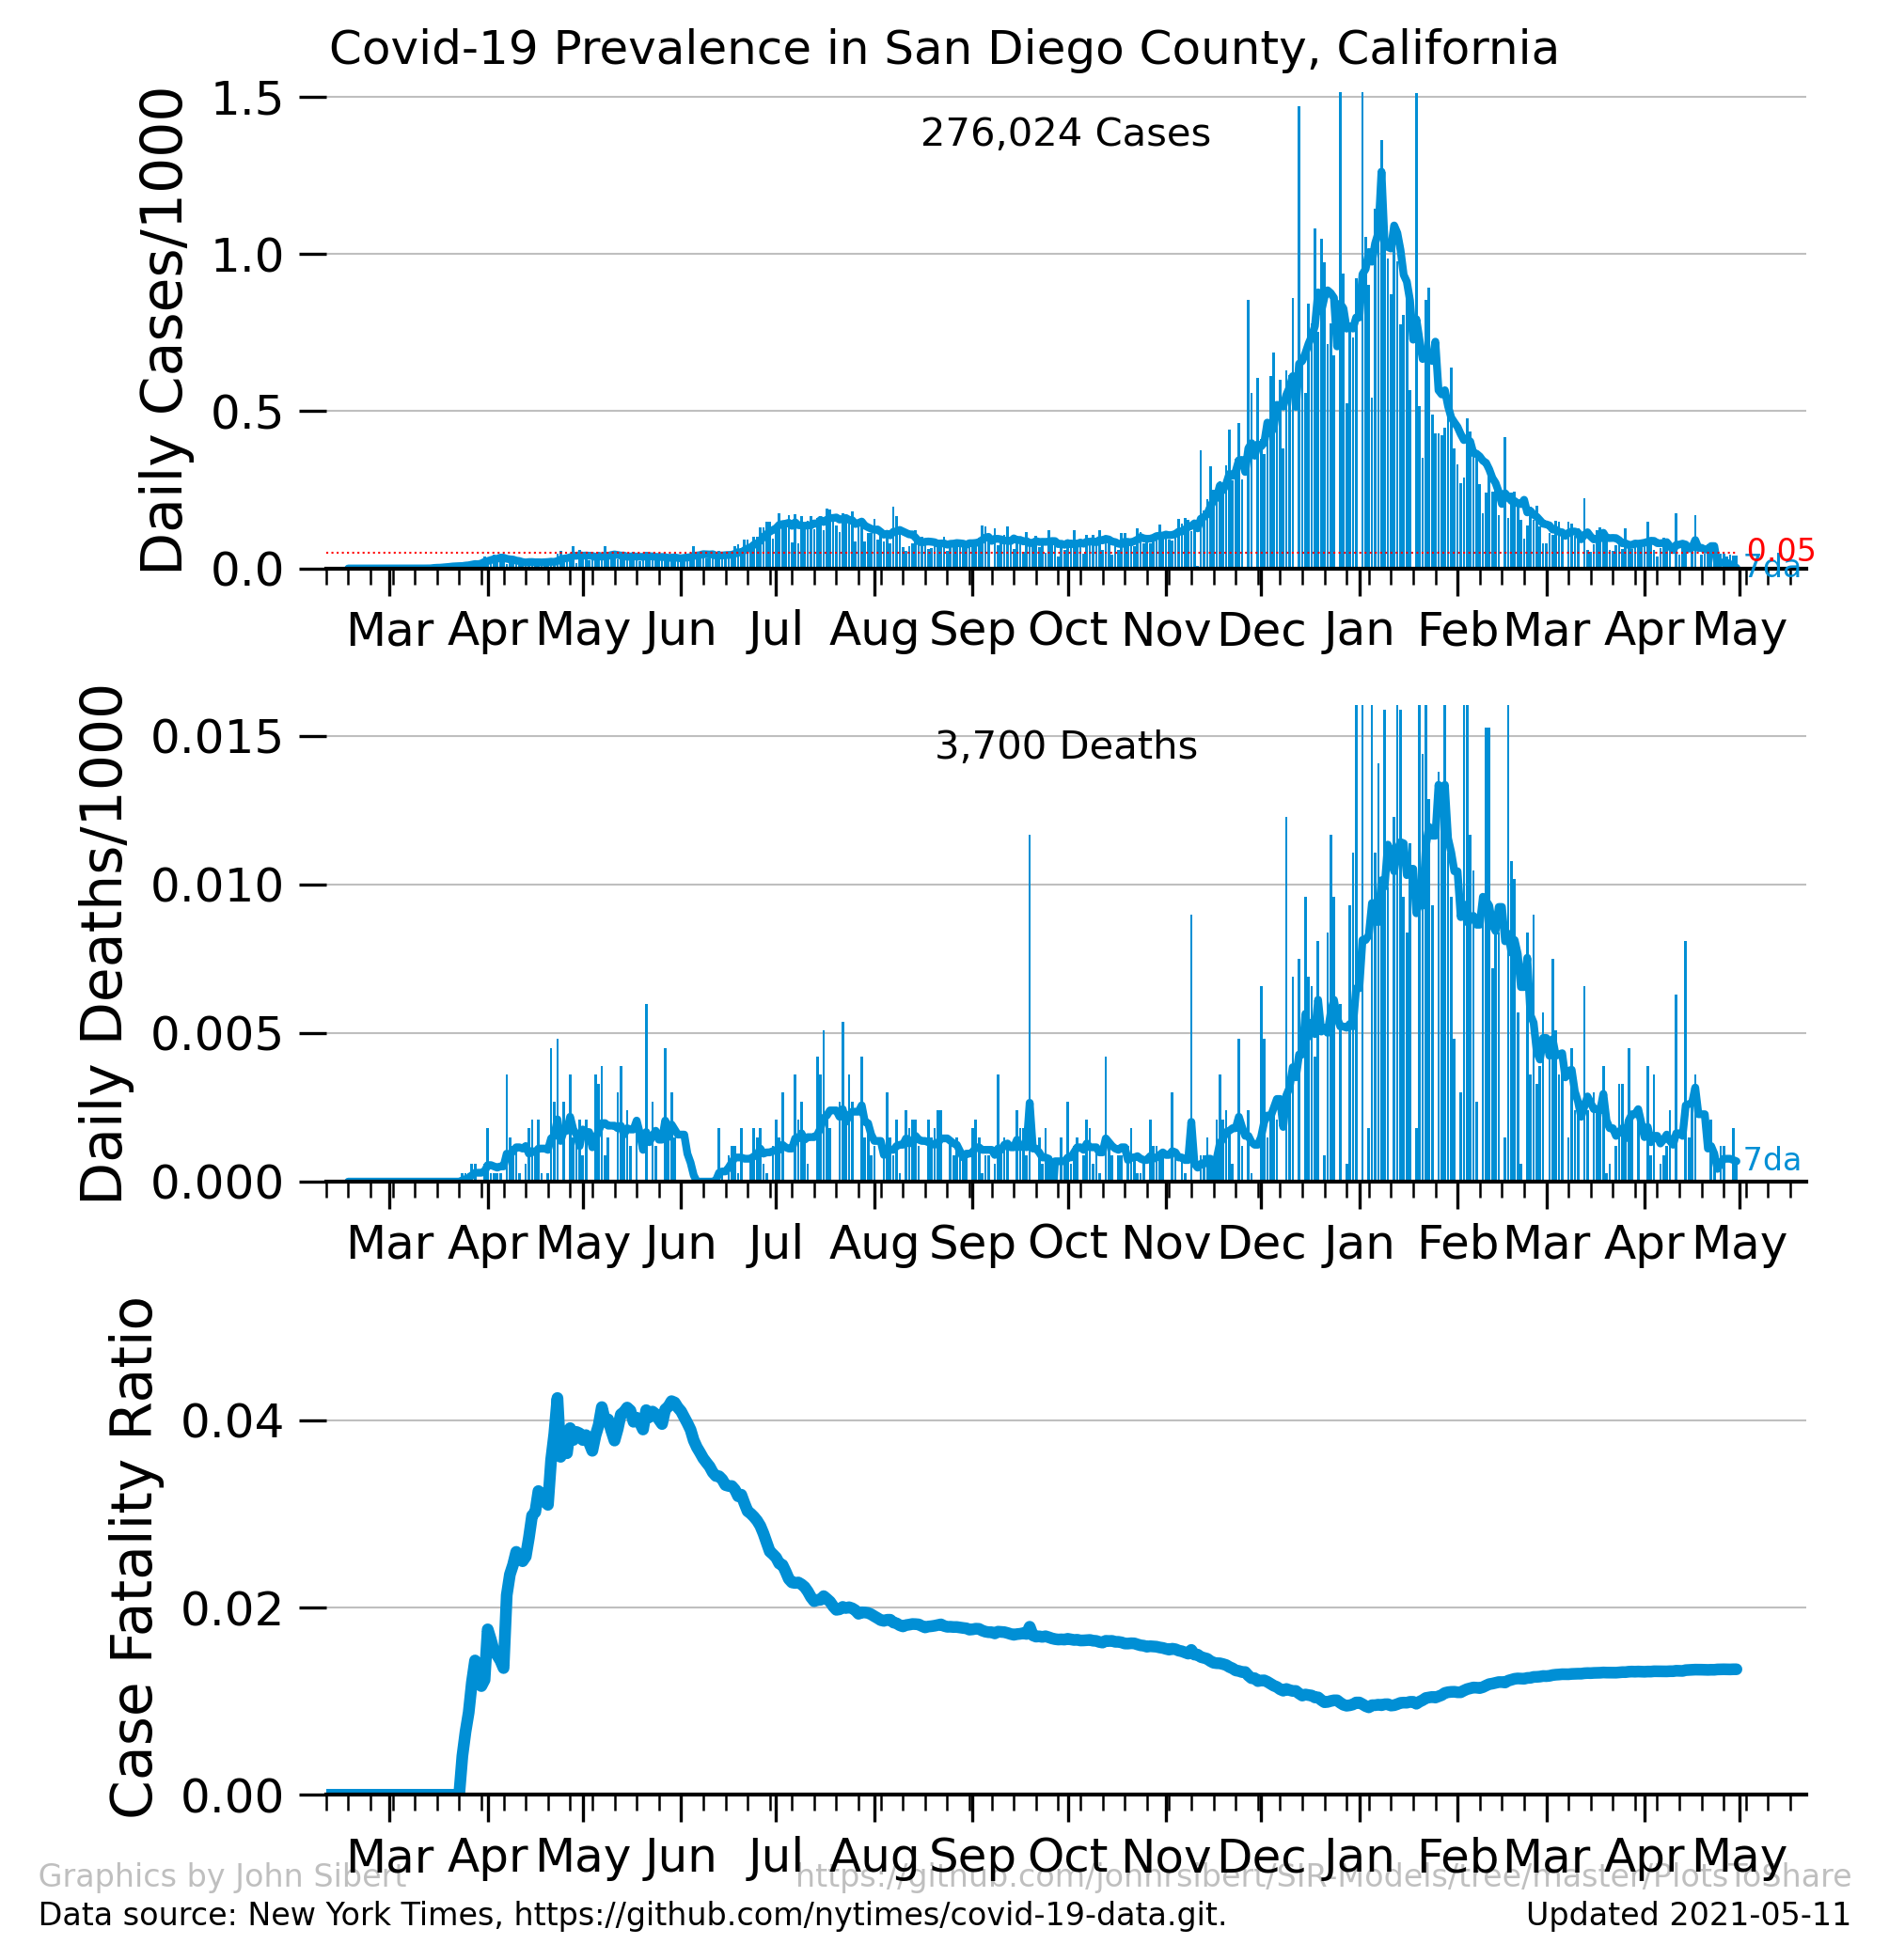 Covid-19 Prevalence in San Diego County, California
Daily Cases/1000
1.5
1.0
0.5
0.0
276,024 Cases
0.05
7da
Mar Apr May Jun Jul Aug Sep Oct Nov Dec Jan Feb Mar Apr May
Daily Deaths/1000
0.015
0.010
0.005
0.000
3,700 Deaths
7da
Mar Apr May Jun Jul Aug Sep Oct Nov Dec Jan Feb Mar Apr May
Case Fatality Ratio
0.04
0.02
0.00
Mar Apr May Jun Jul Aug Sep Oct Nov Dec Jan Feb Mar Apr May
Graphics by John Sibert https://github.com/johnrsibert/SIR-Models/tree/master/PlotsToShare
Data source: New York Times, https://github.com/nytimes/covid-19-data.git. Updated 2021-05-11